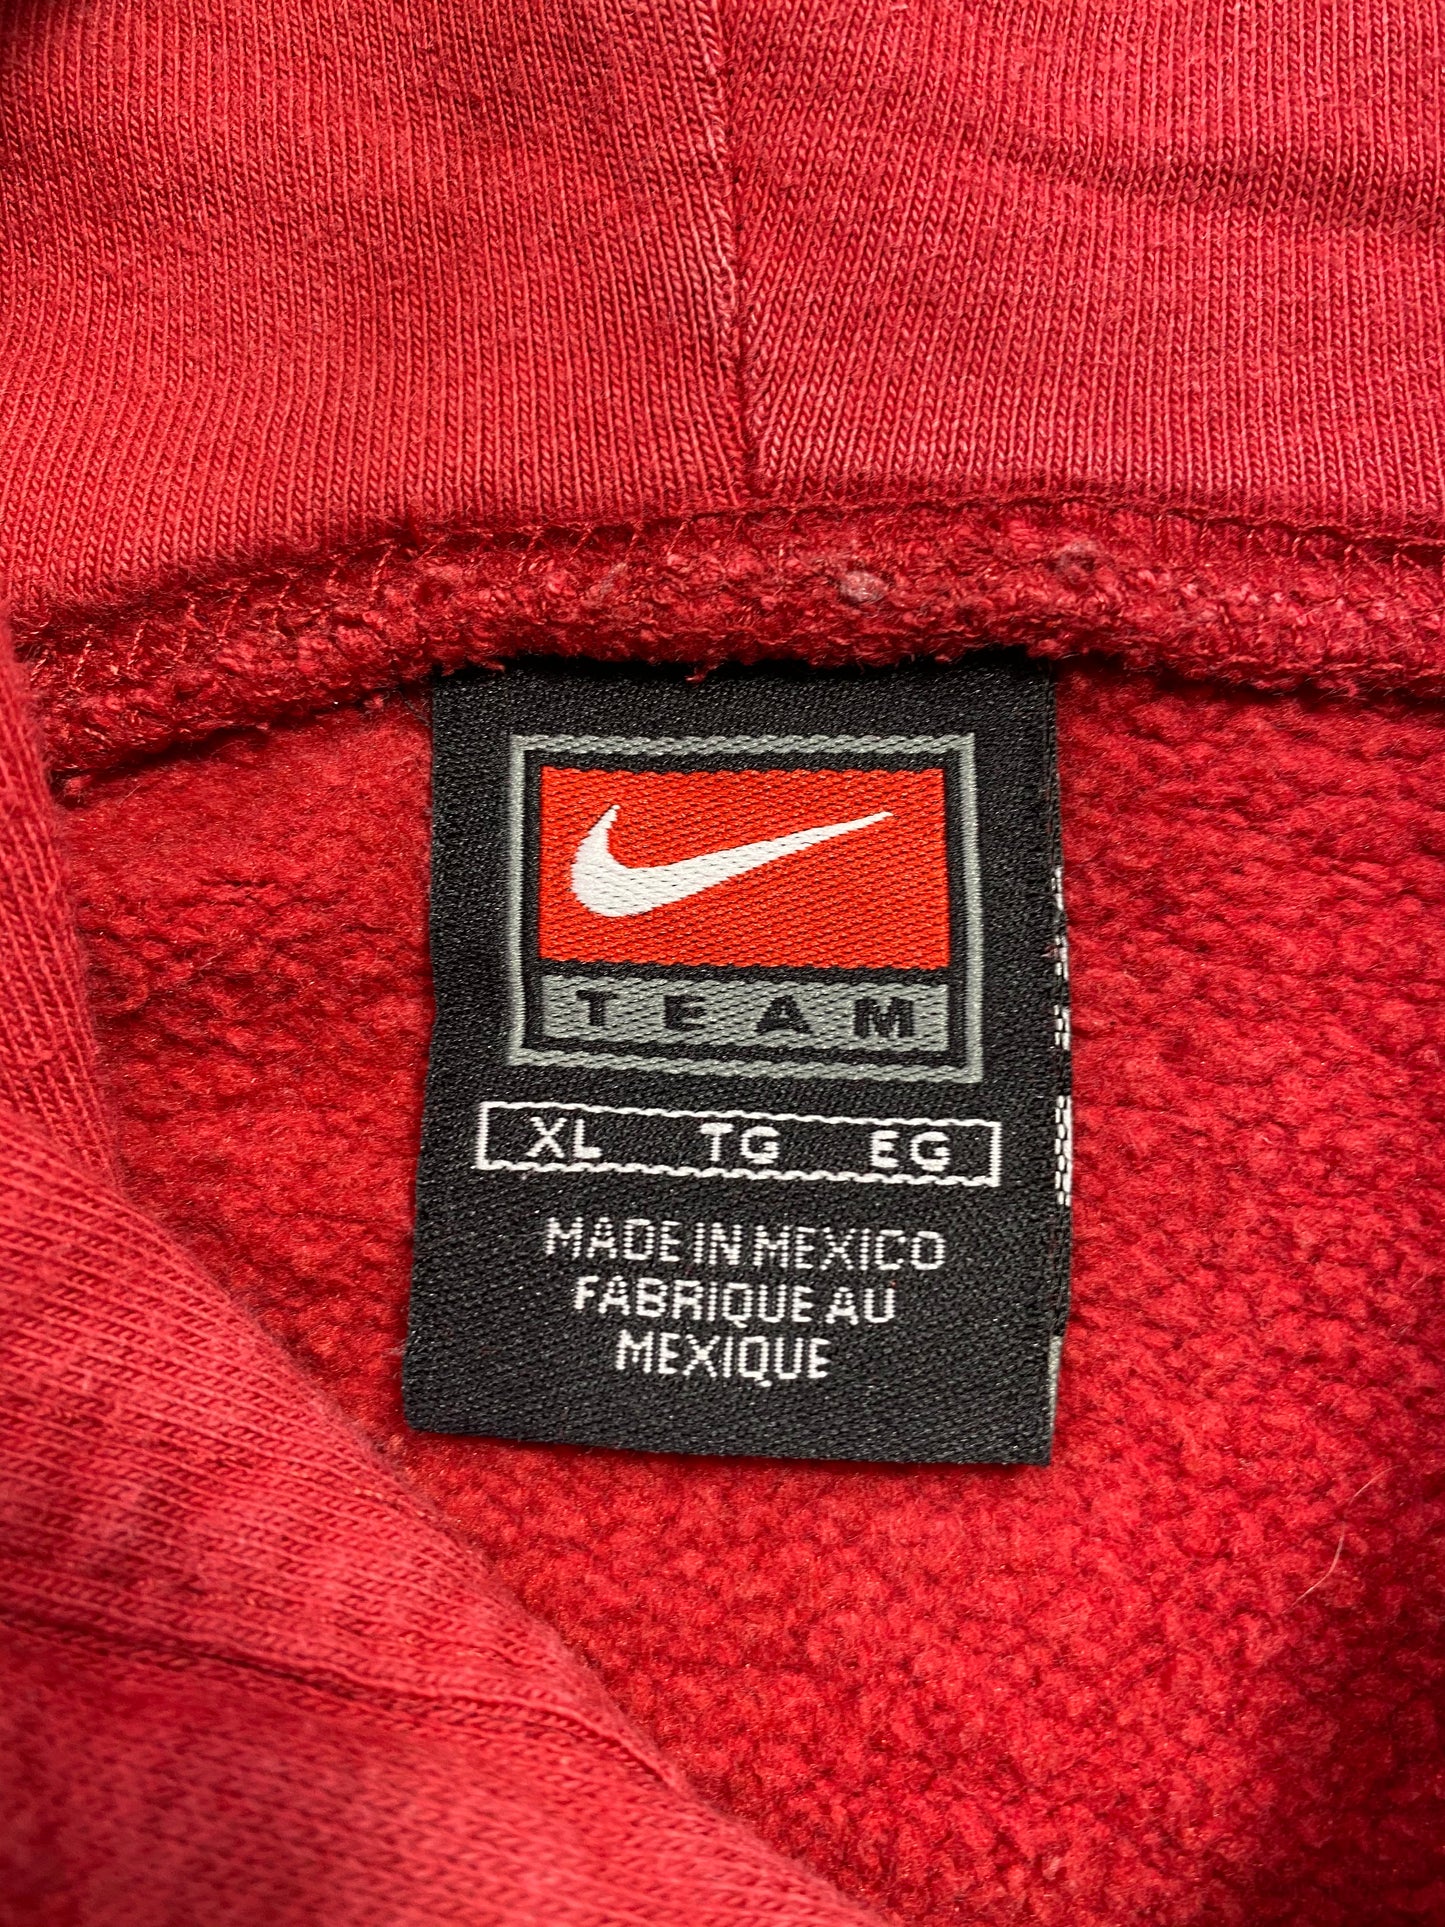 TEAM
XL TG EG
MADE IN MEXICO
FABRIQUE AU
MEXIQUE